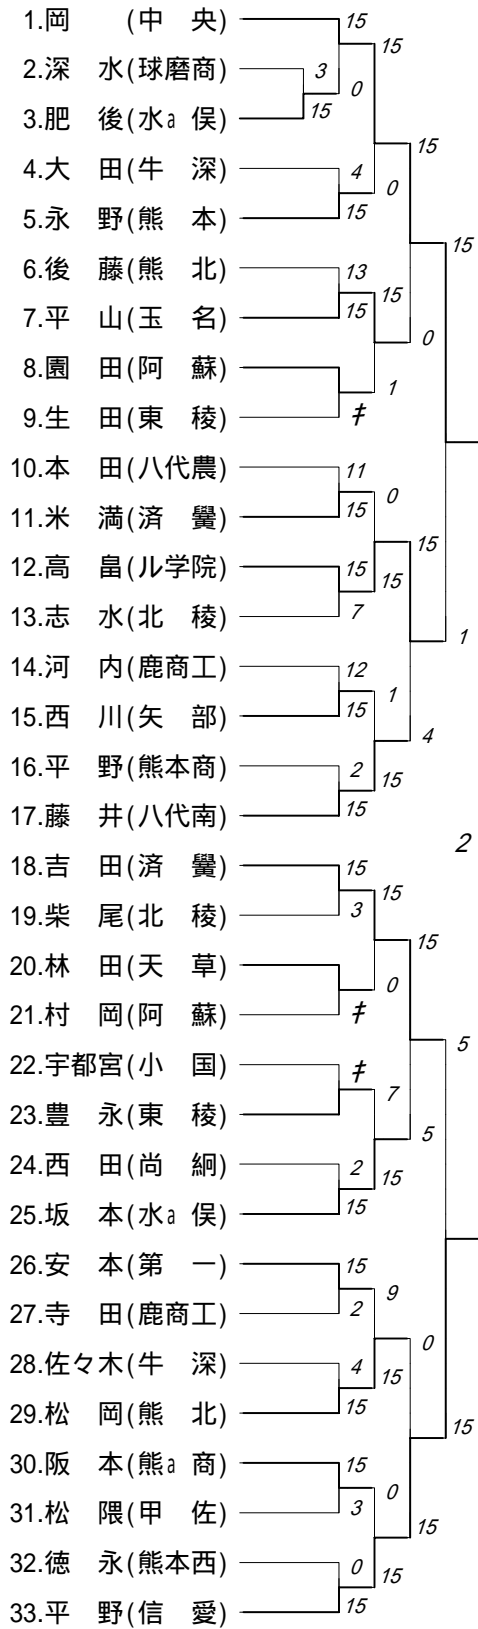 1.岡　　(中　央) 15
15
2.深　水(球磨商) 3
0
3.肥　後(水a 俣) 15
15
4.大　田(牛　深) 4
0
5.永　野(熊　本) 15
15
6.後　藤(熊　北) 13
15
7.平　山(玉　名) 15
0
8.園　田(阿　蘇)
1
9.生　田(東　稜) キ
10.本　田(八代農) 11
0
11.米　満(済　黌) 15
15
12.高　畠(ル学院) 15
15
13.志　水(北　稜) 7
1
14.河　内(鹿商工) 12
1
15.西　川(矢　部) 15
4
16.平　野(熊本商) 2
15
17.藤　井(八代南) 15
2
18.吉　田(済　黌) 15
15
19.柴　尾(北　稜) 3
15
20.林　田(天　草)
0
21.村　岡(阿　蘇) キ
5
22.宇都宮(小　国) キ
7
23.豊　永(東　稜)
5
24.西　田(尚　絅) 2
15
25.坂　本(水a 俣) 15
26.安　本(第　一) 15
9
27.寺　田(鹿商工) 2
0
28.佐々木(牛　深) 4
15
29.松　岡(熊　北) 15
15
30.阪　本(熊a 商) 15
0
31.松　隈(甲　佐) 3
15
32.徳　永(熊本西) 0
15
33.平　野(信　愛) 15